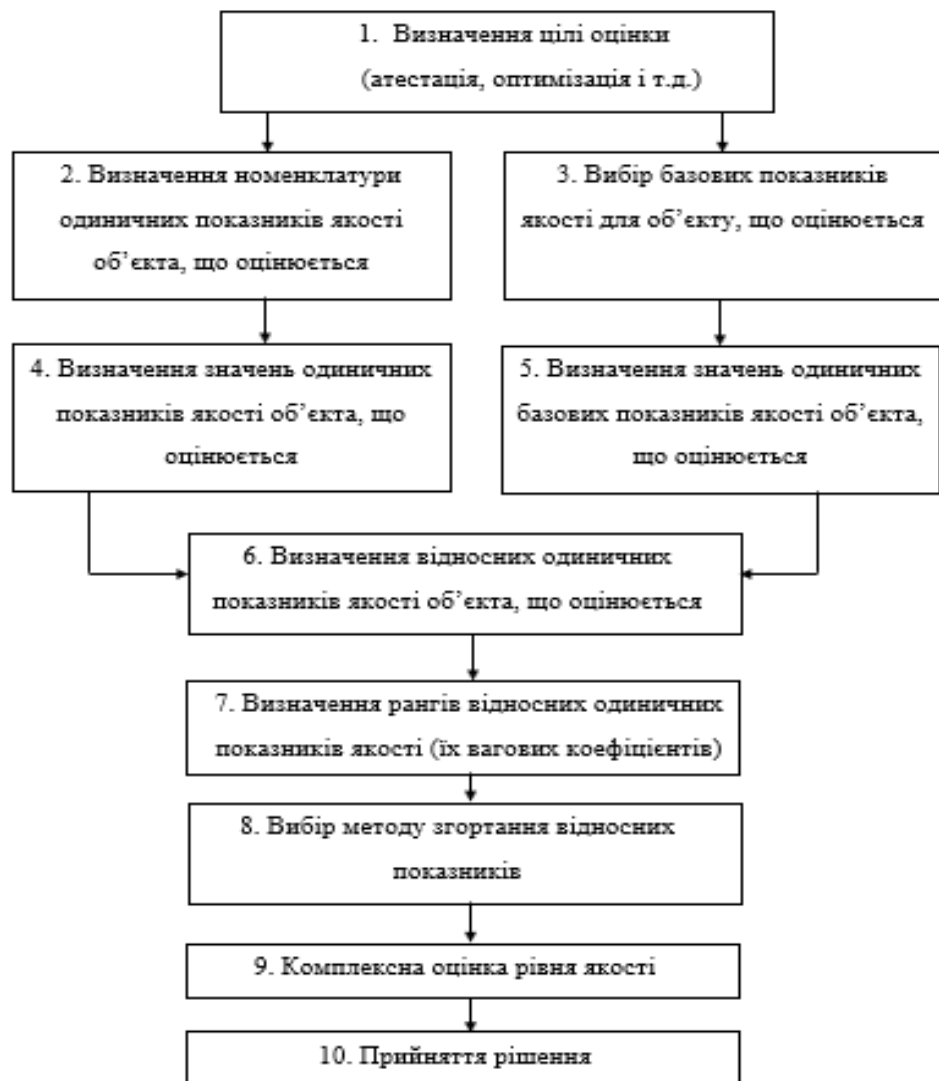 1. Визначення цілі оцінки
(атестація, оптимізація і т.д.)
2. Визначення номенклатури
одиничних показників якості
об’єкта, що оцінюється
3. Вибір базових показників
якості для об’єкту, що оцінюється
4. Визначення значень одиничних
показників якості об’єкта, що
оцінюється
5. Визначення значень одиничних
базових показників якості об’єкта,
що оцінюється
6. Визначення відносних одиничних
показників якості об’єкта, що оцінюється
7. Визначення рангів відносних одиничних
показників якості (їх вагових коефіцієнтів)
8. Вибір методу згортання відносних
показників
9. Комплексна оцінка рівня якості
10. Прийняття рішення